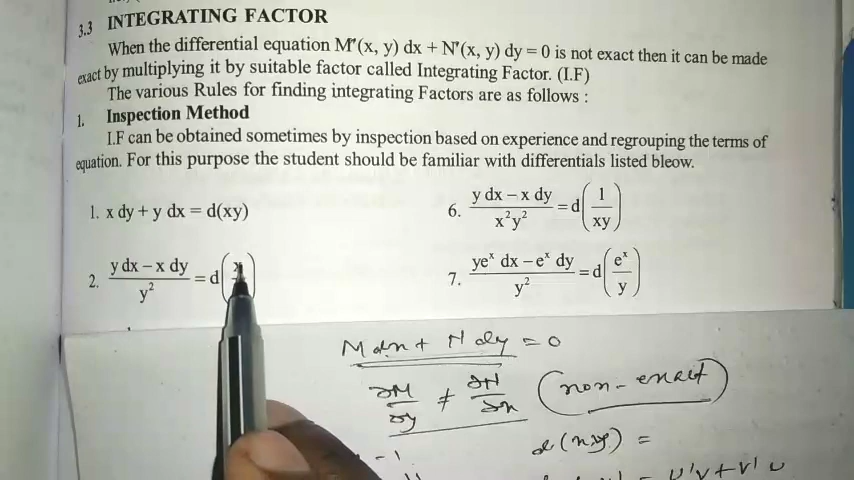 3.3 INTEGRATING FACTOR
When the differential equation M'(x, y) dx + N'(x, y) dy = 0 is not exact then it can be made
exact by multiplying it by suitable factor called Integrating Factor. (I.F)
The various Rules for finding integrating Factors are as follows :
1. Inspection Method
I.F can be obtained sometimes by inspection based on experience and regrouping the terms of
equation. For this purpose the student should be familiar with differentials listed bleow.
1. x dy + y dx = d(xy)
2. (y dx – x dy)/y² = d(x
6. (y dx – x dy)/(x²y²) = d(1/(xy))
7. (yeˣ dx – eˣ dy)/y² = d(eˣ/y)
M dx + N dy = 0
∂M/∂y ≠ ∂N/∂x (non-exact)
d(xy) =
= u'v + v'u